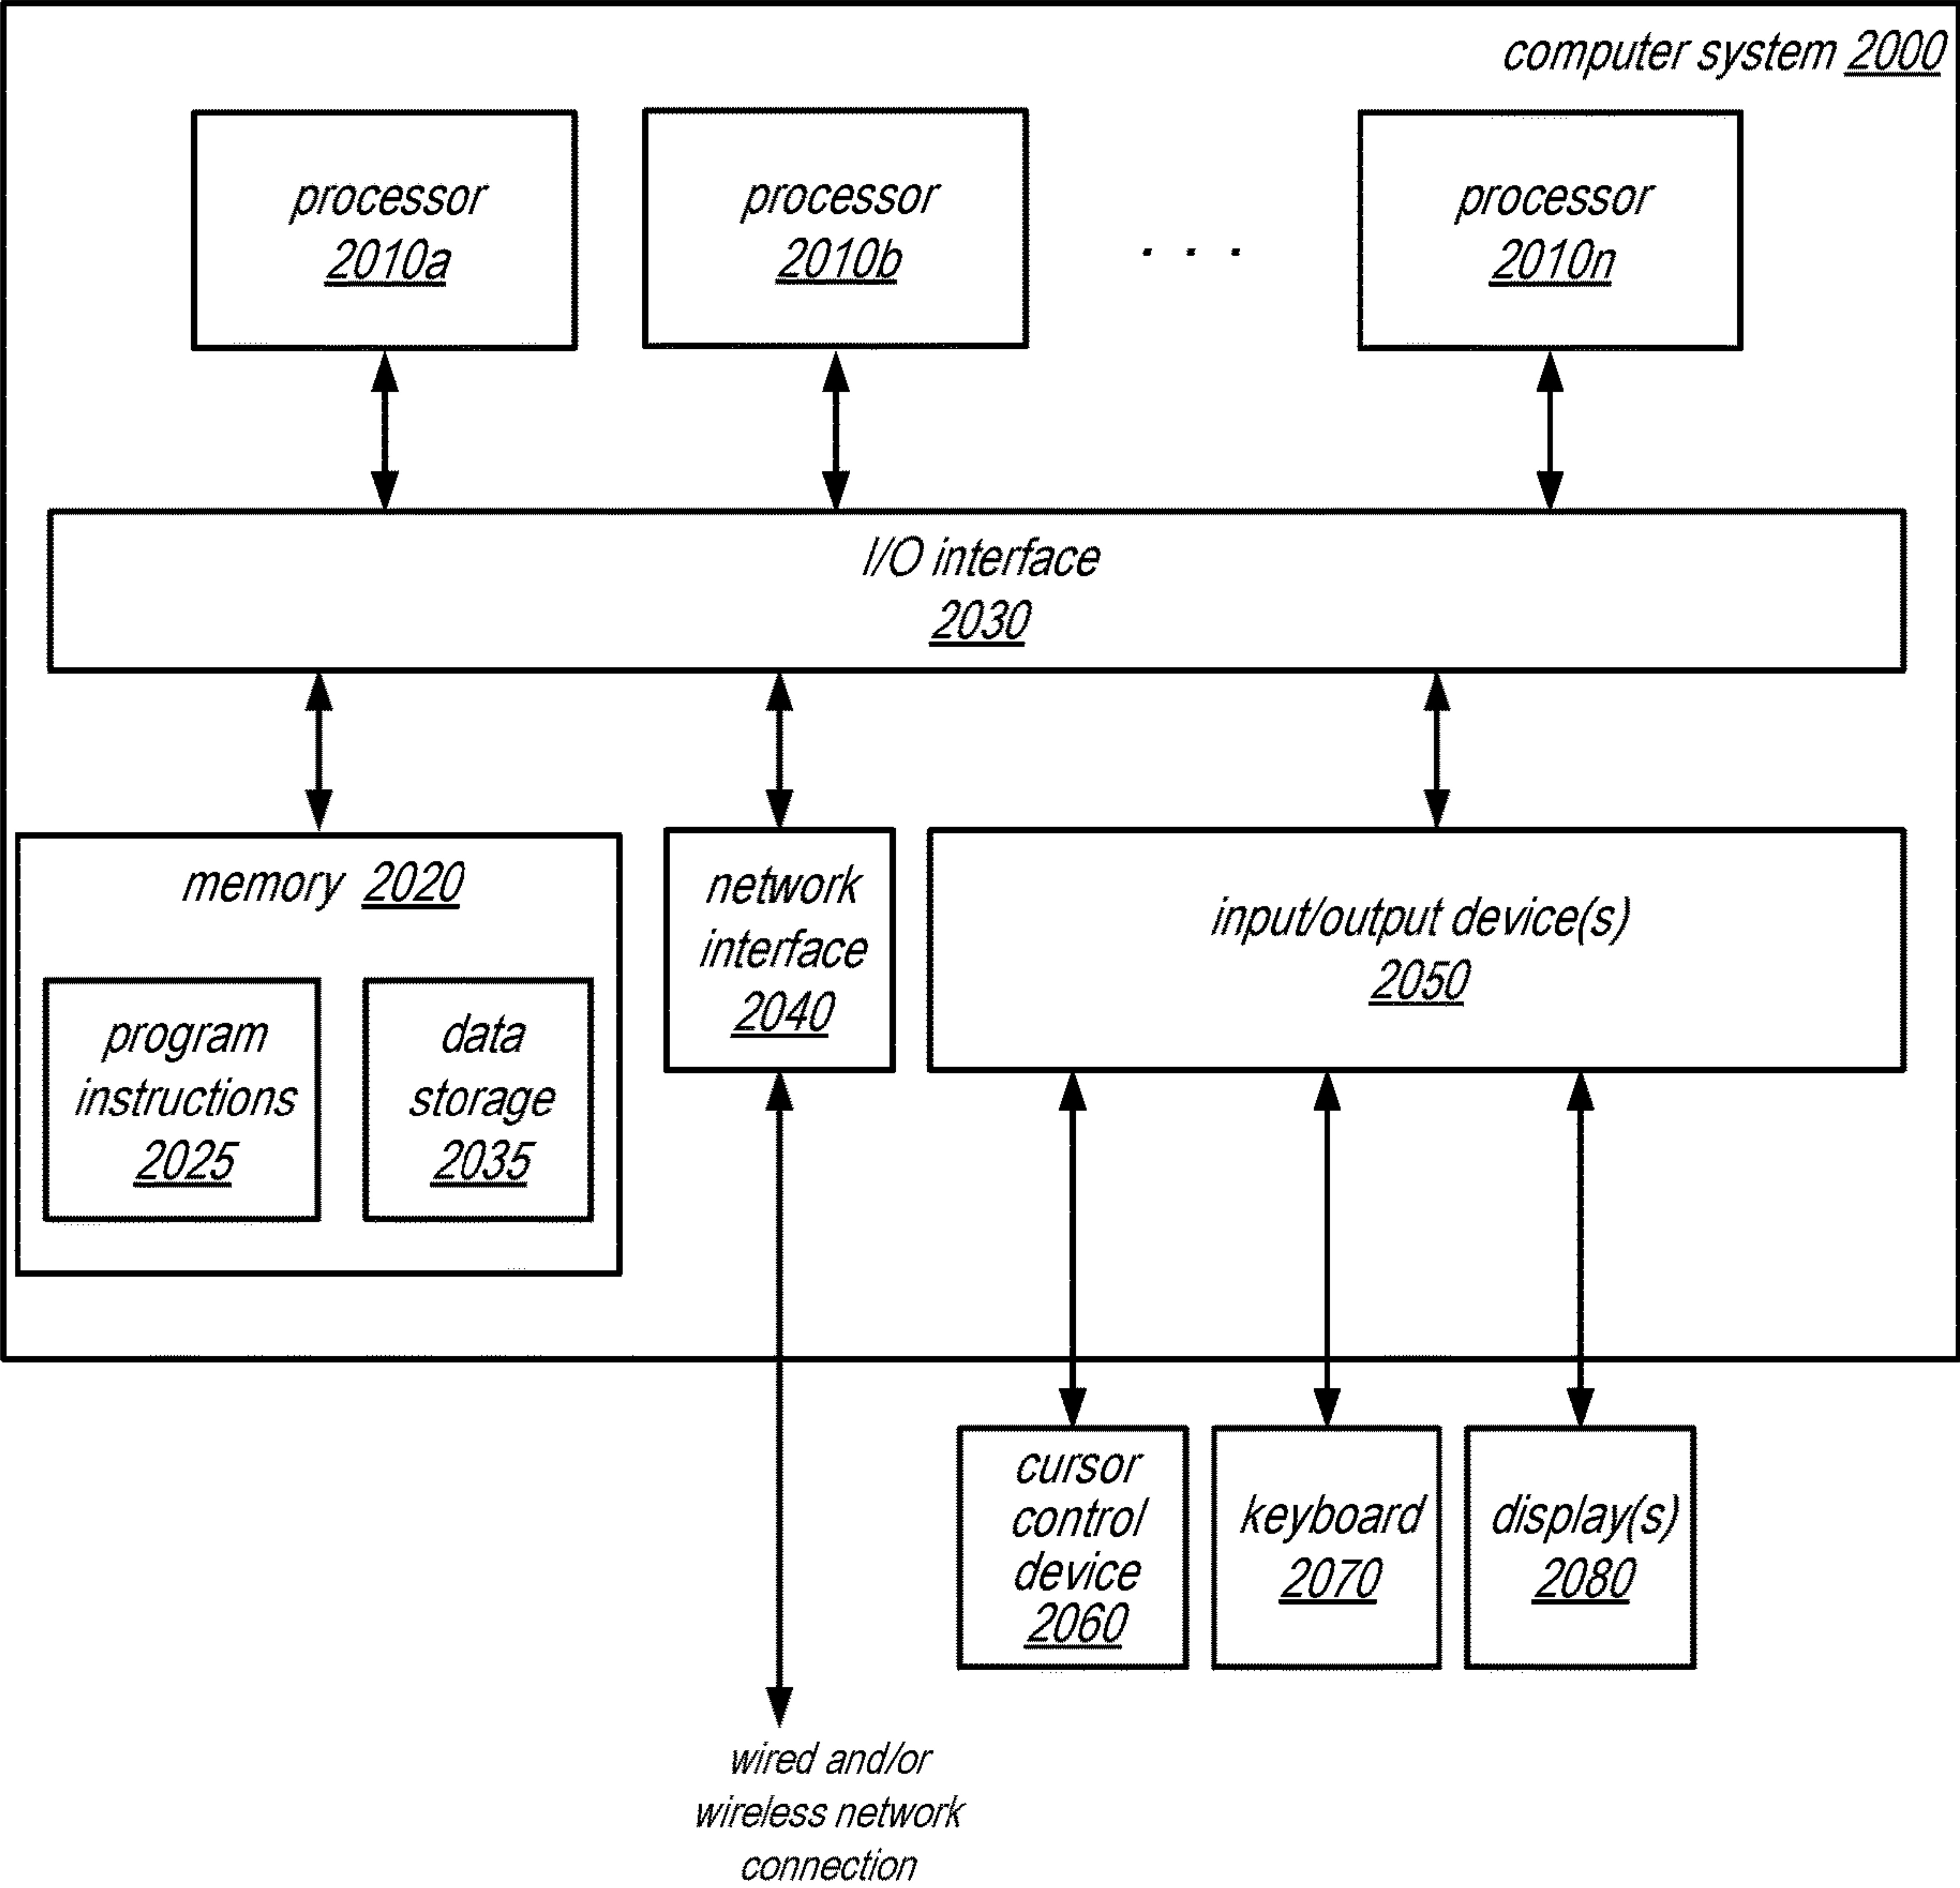 computer system 2000
processor
2010a
processor
2010b
. . .
processor
2010n
I/O interface
2030
memory 2020
program
instructions
2025
data
storage
2035
network
interface
2040
input/output device(s)
2050
cursor
control
device
2060
keyboard
2070
display(s)
2080
wired and/or
wireless network
connection